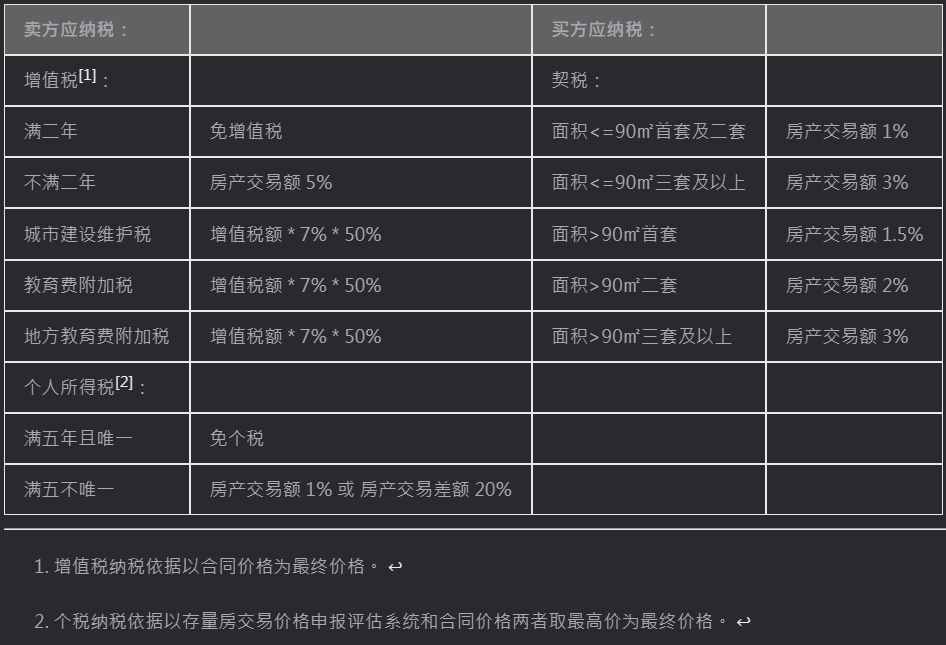 卖方应纳税： 买方应纳税：
增值税[1]： 契税：
满二年 免增值税 面积<=90㎡首套及二套 房产交易额 1%
不满二年 房产交易额 5% 面积<=90㎡三套及以上 房产交易额 3%
城市建设维护税 增值税额 * 7% * 50% 面积>90㎡首套 房产交易额 1.5%
教育费附加税 增值税额 * 7% * 50% 面积>90㎡二套 房产交易额 2%
地方教育费附加税 增值税额 * 7% * 50% 面积>90㎡三套及以上 房产交易额 3%
个人所得税[2]：
满五年且唯一 免个税
满五不唯一 房产交易额 1% 或 房产交易差额 20%
1. 增值税纳税依据以合同价格为最终价格。 ↩
2. 个税纳税依据以存量房交易价格申报评估系统和合同价格两者取最高价为最终价格。 ↩